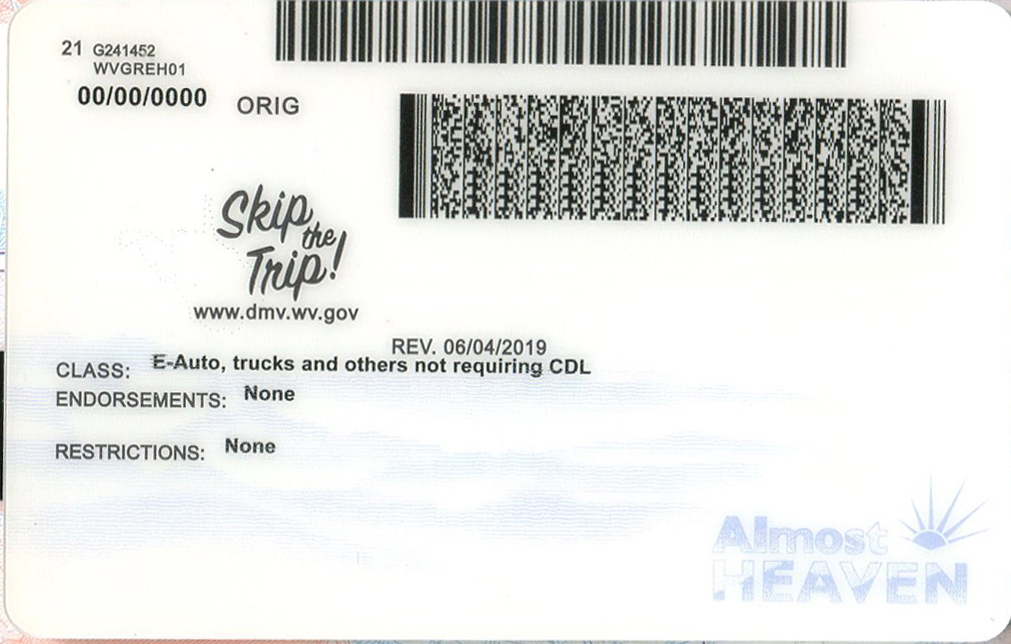 21 G241452
WVGREH01
00/00/0000 ORIG
Skip
the
Trip!
www.dmv.wv.gov
REV. 06/04/2019
CLASS: E-Auto, trucks and others not requiring CDL
ENDORSEMENTS: None
RESTRICTIONS: None
Almost
HEAVEN